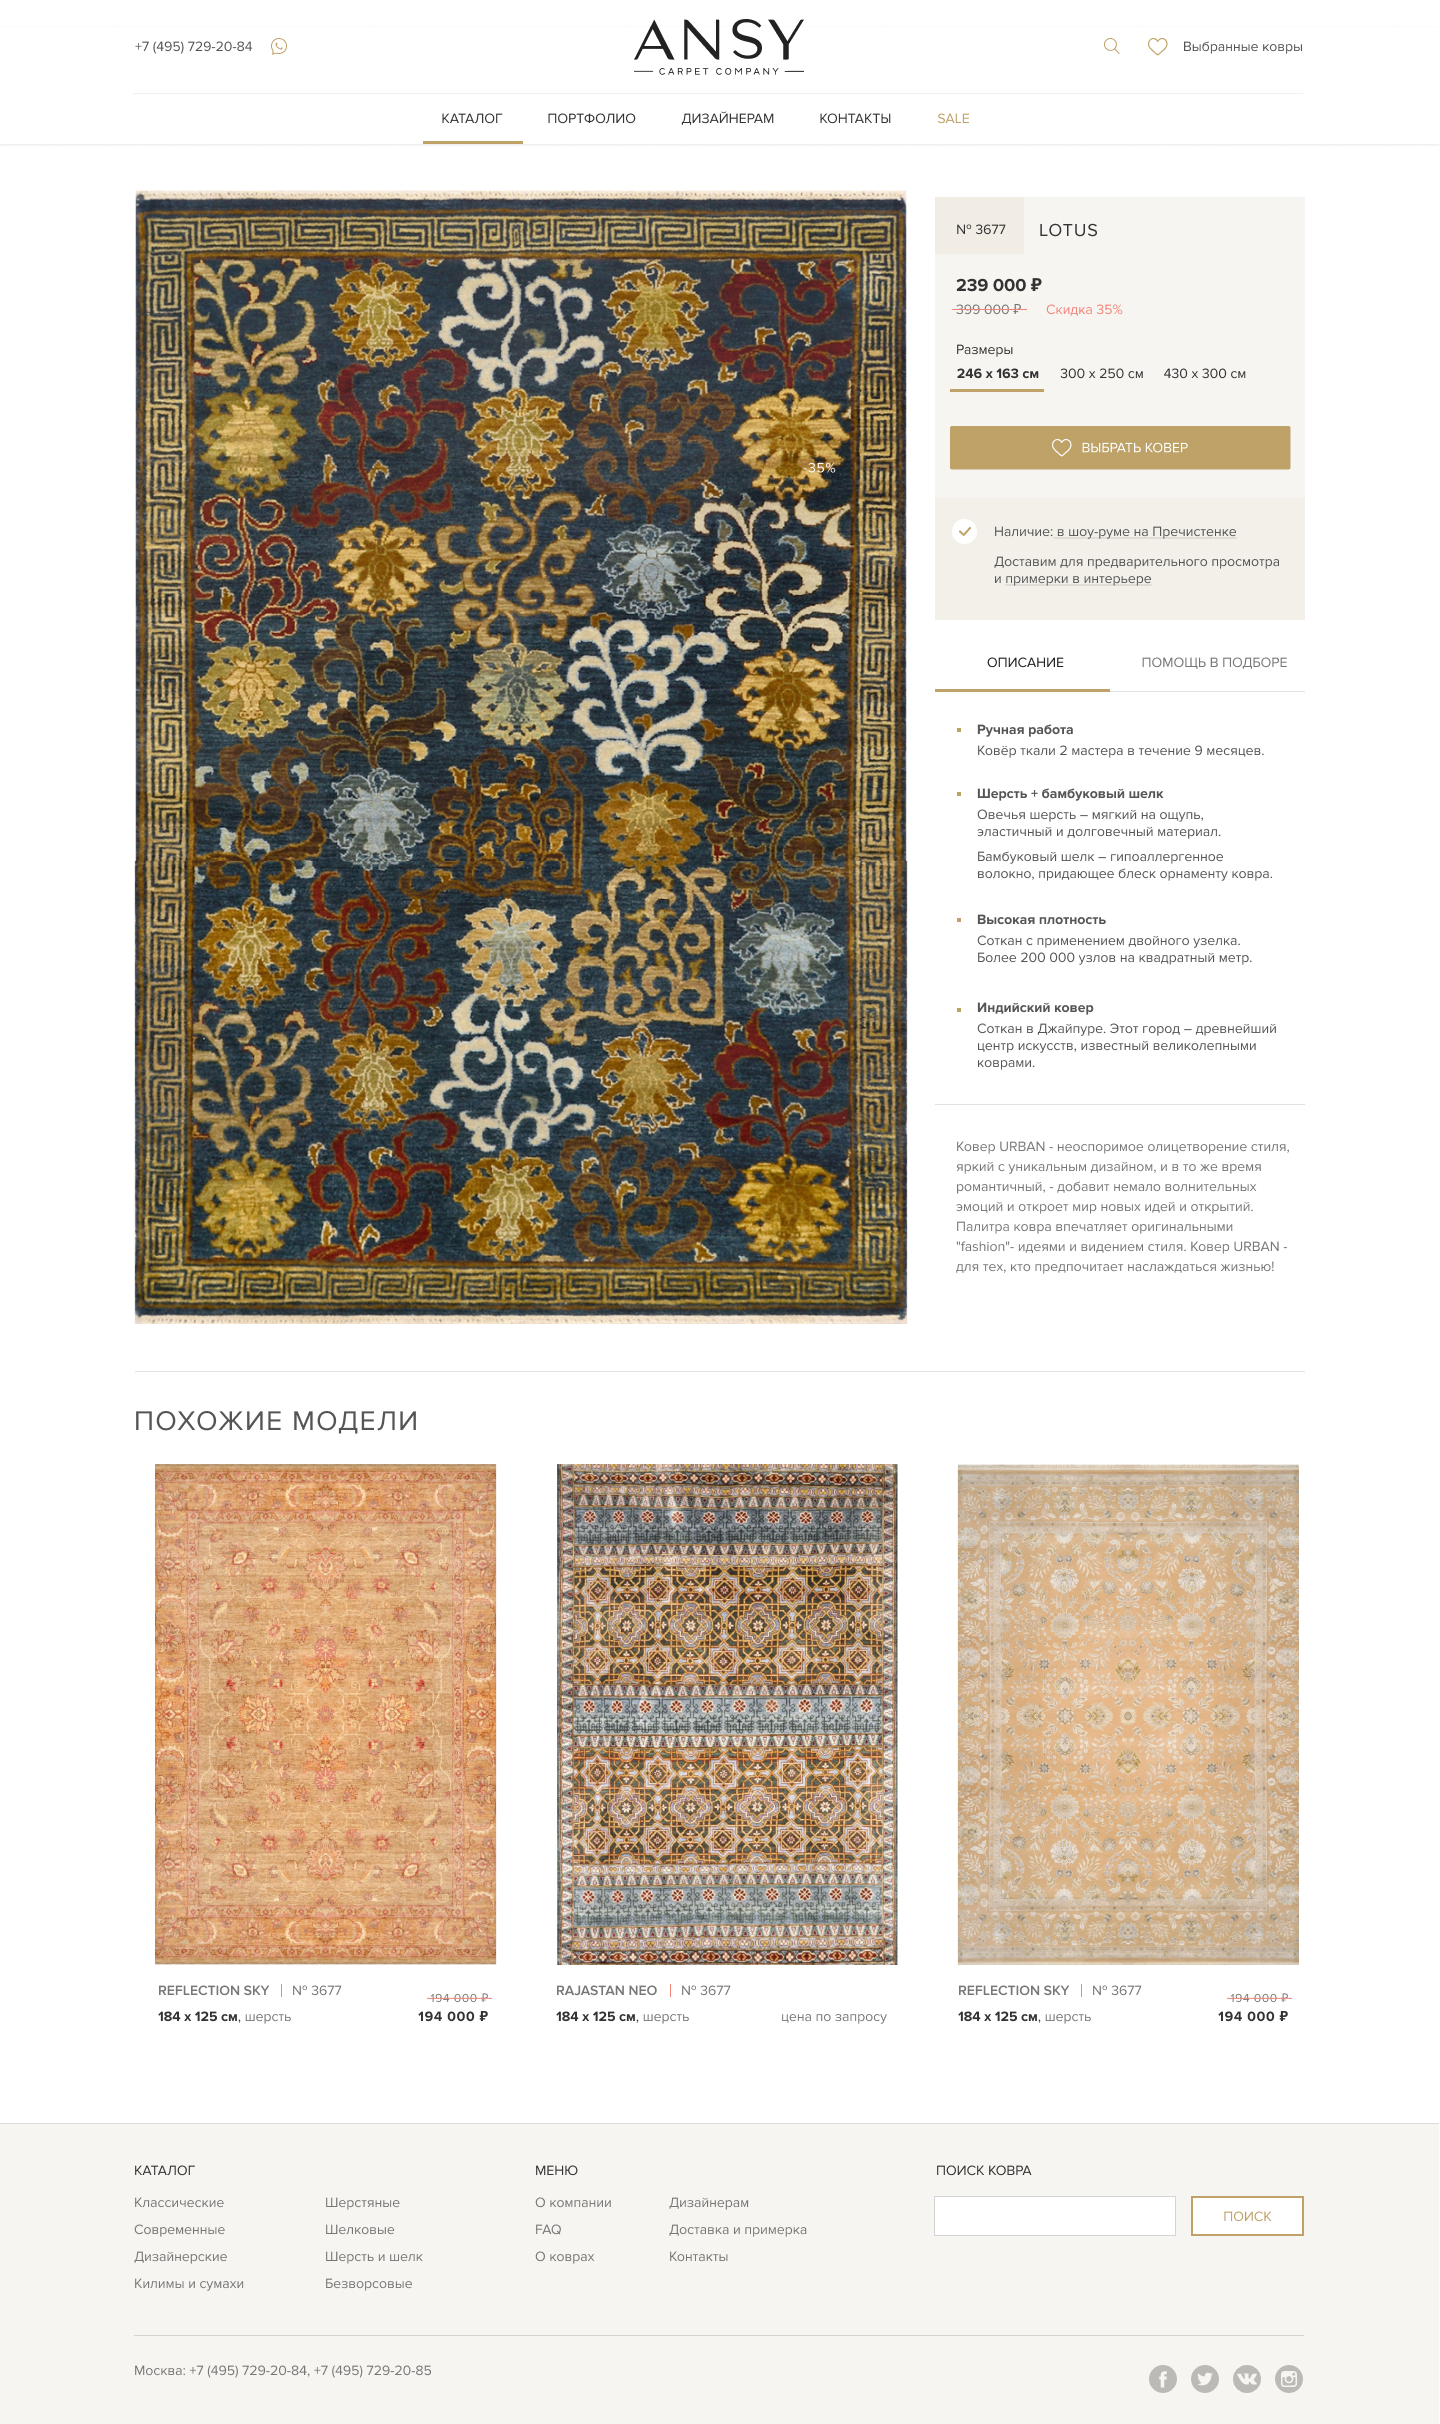 +7 (495) 729-20-84
ANSY
CARPET COMPANY
Выбранные ковры
КАТАЛОГ ПОРТФОЛИО ДИЗАЙНЕРАМ КОНТАКТЫ SALE
-35%
№ 3677 LOTUS
239 000 ₽
399 000 ₽ Скидка 35%
Размеры
246 x 163 см 300 x 250 см 430 x 300 см
ВЫБРАТЬ КОВЕР
Наличие: в шоу-руме на Пречистенке
Доставим для предварительного просмотра
и примерки в интерьере
ОПИСАНИЕ ПОМОЩЬ В ПОДБОРЕ
Ручная работа
Ковёр ткали 2 мастера в течение 9 месяцев.
Шерсть + бамбуковый шелк
Овечья шерсть – мягкий на ощупь,
эластичный и долговечный материал.
Бамбуковый шелк – гипоаллергенное
волокно, придающее блеск орнаменту ковра.
Высокая плотность
Соткан с применением двойного узелка.
Более 200 000 узлов на квадратный метр.
Индийский ковер
Соткан в Джайпуре. Этот город – древнейший
центр искусств, известный великолепными
коврами.
Ковер URBAN - неоспоримое олицетворение стиля,
яркий с уникальным дизайном, и в то же время
романтичный, - добавит немало волнительных
эмоций и откроет мир новых идей и открытий.
Палитра ковра впечатляет оригинальными
"fashion"- идеями и видением стиля. Ковер URBAN -
для тех, кто предпочитает наслаждаться жизнью!
ПОХОЖИЕ МОДЕЛИ
REFLECTION SKY № 3677
194 000 ₽
184 x 125 см, шерсть 194 000 ₽
RAJASTAN NEO № 3677
184 x 125 см, шерсть цена по запросу
REFLECTION SKY № 3677
194 000 ₽
184 x 125 см, шерсть 194 000 ₽
КАТАЛОГ
Классические Шерстяные
Современные Шелковые
Дизайнерские Шерсть и шелк
Килимы и сумахи Безворсовые
МЕНЮ
О компании Дизайнерам
FAQ Доставка и примерка
О коврах Контакты
ПОИСК КОВРА
ПОИСК
Москва: +7 (495) 729-20-84, +7 (495) 729-20-85